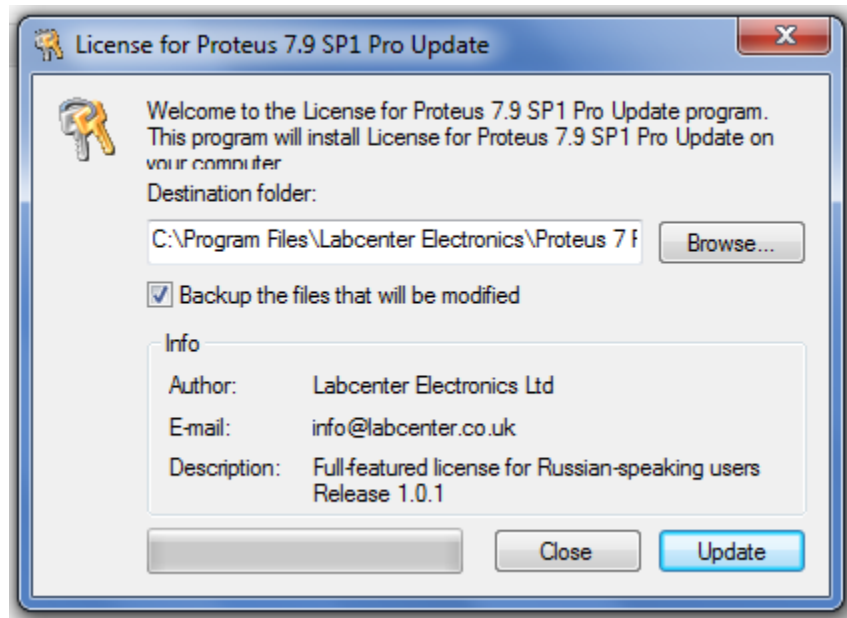 License for Proteus 7.9 SP1 Pro Update
Welcome to the License for Proteus 7.9 SP1 Pro Update program.
This program will install License for Proteus 7.9 SP1 Pro Update on
your computer
Destination folder:
C:\Program Files\Labcenter Electronics\Proteus 7
Browse...
Backup the files that will be modified
Info
Author: Labcenter Electronics Ltd
E-mail: info@labcenter.co.uk
Description: Full-featured license for Russian-speaking users
Release 1.0.1
Close
Update